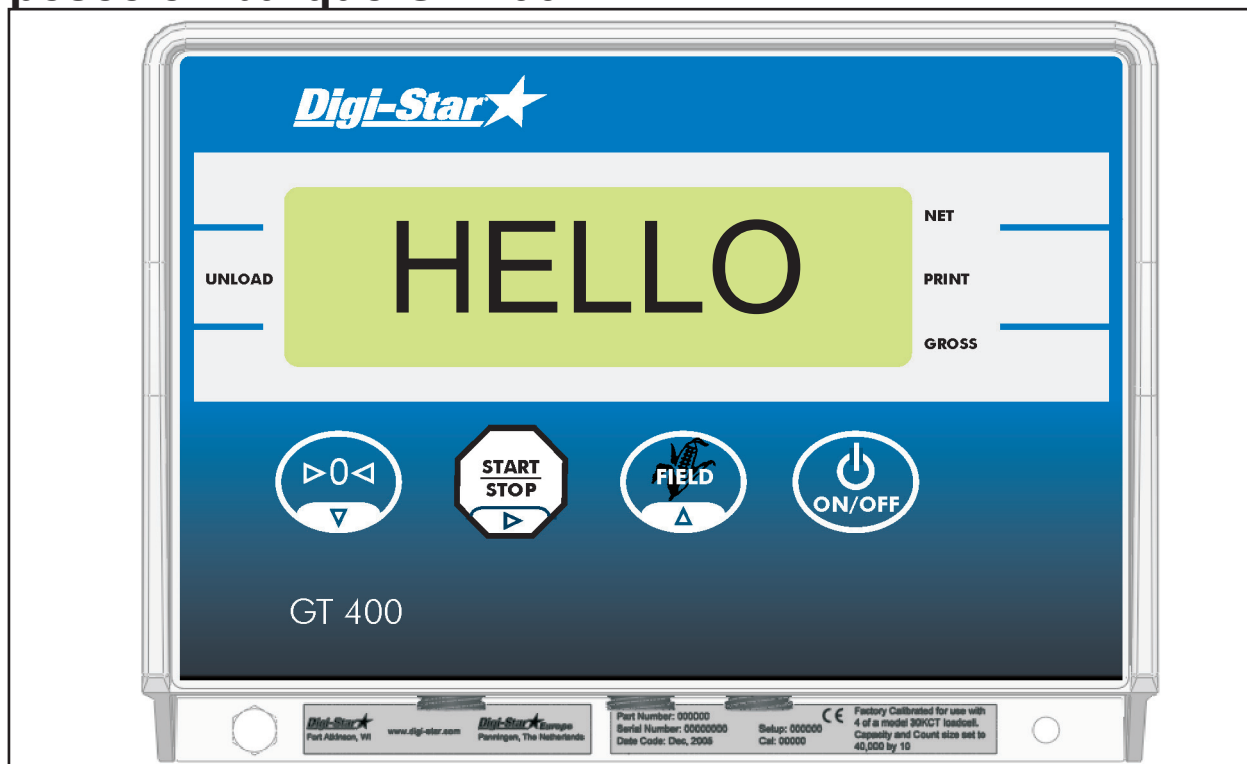 Digi-Star
HELLO
NET
UNLOAD
PRINT
GROSS
▷0◁
START
STOP
FIELD
ON/OFF
GT 400
Digi-Star
Fort Atkinson, WI
www.digi-star.com
Digi-Star Europe
Panningen, The Netherlands
Part Number: 000000
Serial Number: 00000000
Date Code: Dec, 2005
Setup: 000000
Cal: 00000
CE
Factory Calibrated for use with
4 of a model 30KCT loadcell.
Capacity and Count size set to
40,000 by 10